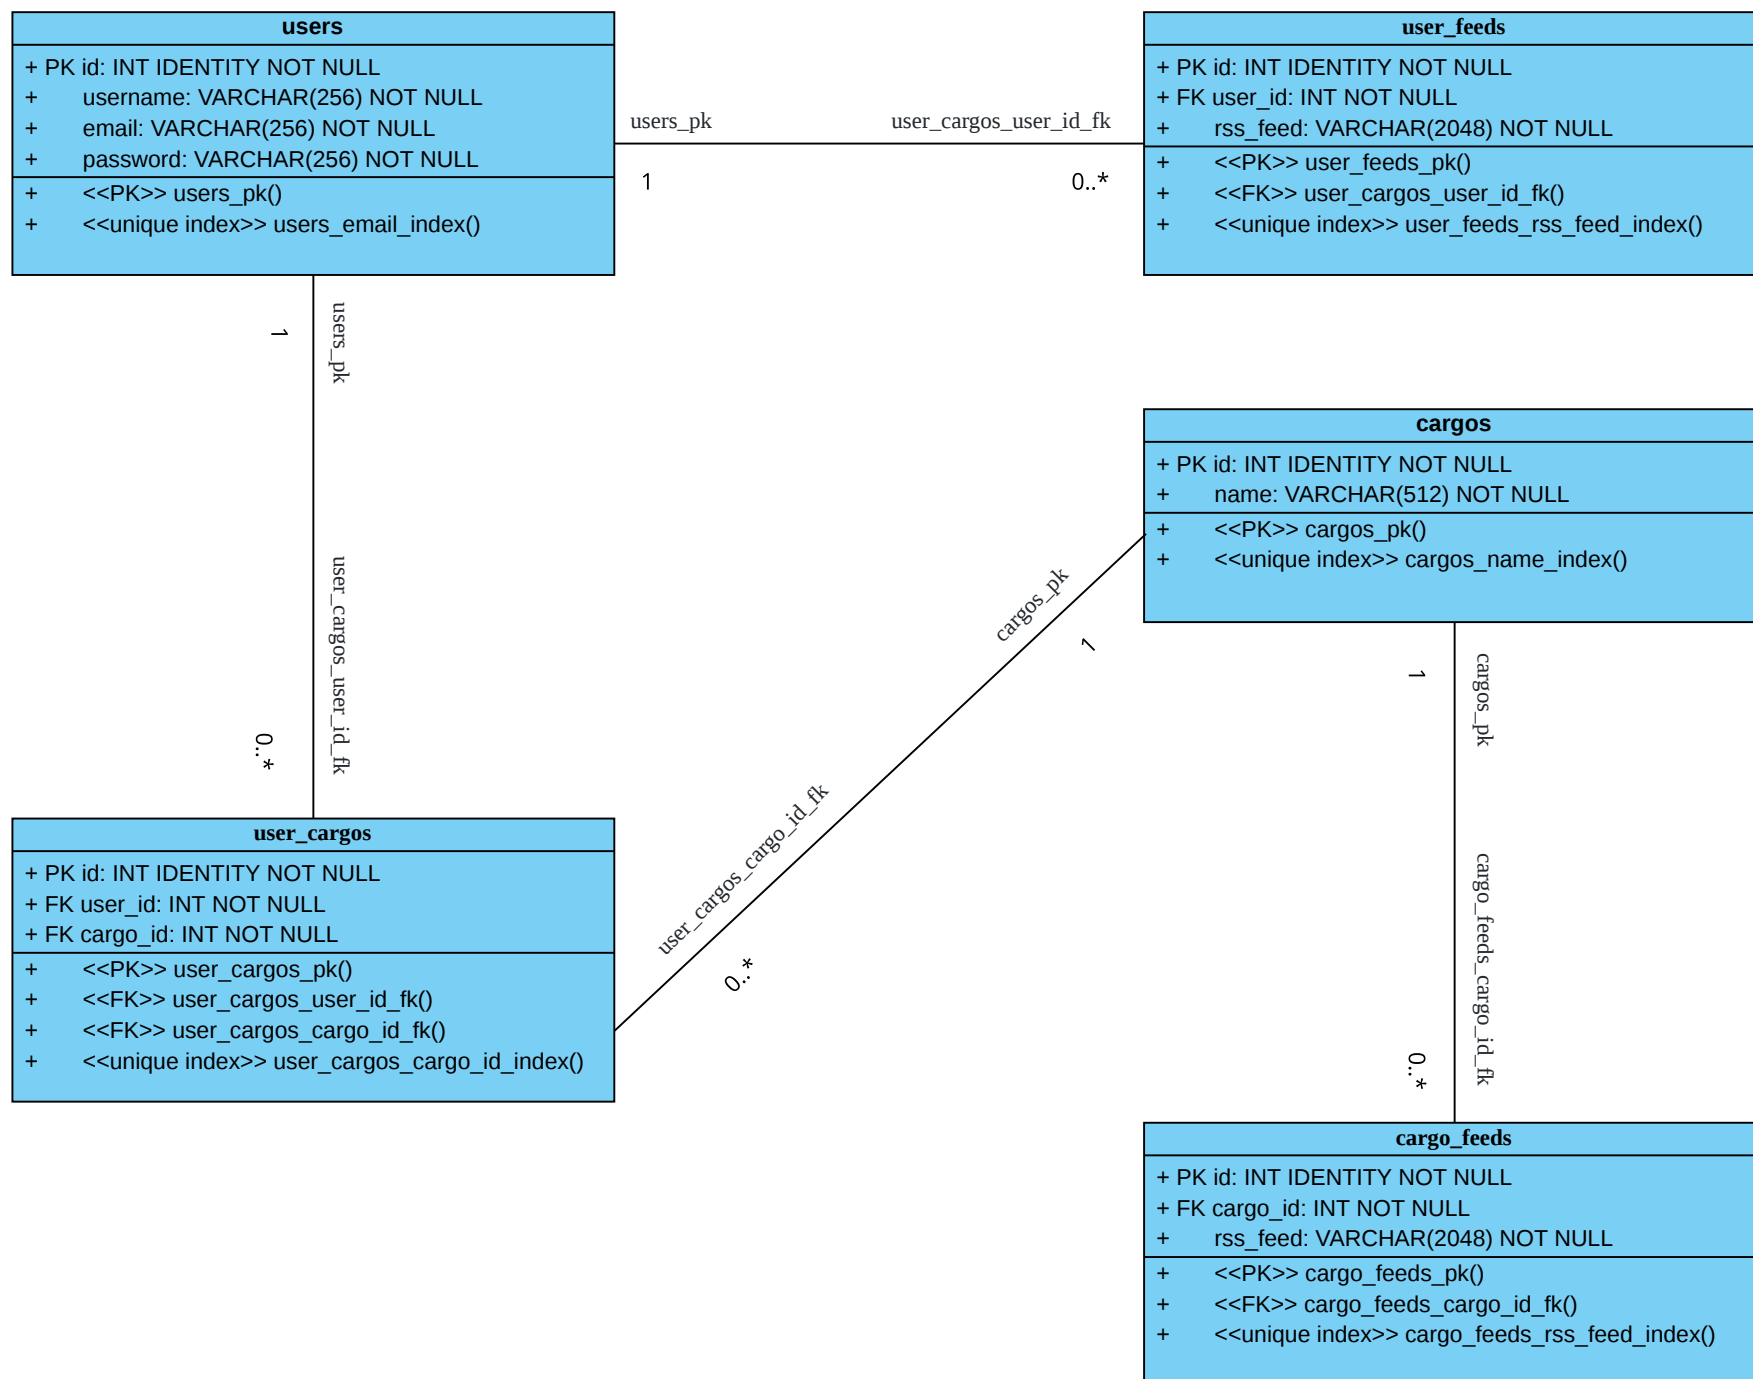 users
+ PK id: INT IDENTITY NOT NULL
+ username: VARCHAR(256) NOT NULL
+ email: VARCHAR(256) NOT NULL
+ password: VARCHAR(256) NOT NULL
+ <<PK>> users_pk()
+ <<unique index>> users_email_index()
users_pk
user_cargos_user_id_fk
1
0..*
user_feeds
+ PK id: INT IDENTITY NOT NULL
+ FK user_id: INT NOT NULL
+ rss_feed: VARCHAR(2048) NOT NULL
+ <<PK>> user_feeds_pk()
+ <<FK>> user_cargos_user_id_fk()
+ <<unique index>> user_feeds_rss_feed_index()
1
users_pk
user_cargos_user_id_fk
0..*
cargos
+ PK id: INT IDENTITY NOT NULL
+ name: VARCHAR(512) NOT NULL
+ <<PK>> cargos_pk()
+ <<unique index>> cargos_name_index()
cargos_pk
1
user_cargos_cargo_id_fk
0..*
1
cargos_pk
cargo_feeds_cargo_id_fk
0..*
user_cargos
+ PK id: INT IDENTITY NOT NULL
+ FK user_id: INT NOT NULL
+ FK cargo_id: INT NOT NULL
+ <<PK>> user_cargos_pk()
+ <<FK>> user_cargos_user_id_fk()
+ <<FK>> user_cargos_cargo_id_fk()
+ <<unique index>> user_cargos_cargo_id_index()
cargo_feeds
+ PK id: INT IDENTITY NOT NULL
+ FK cargo_id: INT NOT NULL
+ rss_feed: VARCHAR(2048) NOT NULL
+ <<PK>> cargo_feeds_pk()
+ <<FK>> cargo_feeds_cargo_id_fk()
+ <<unique index>> cargo_feeds_rss_feed_index()